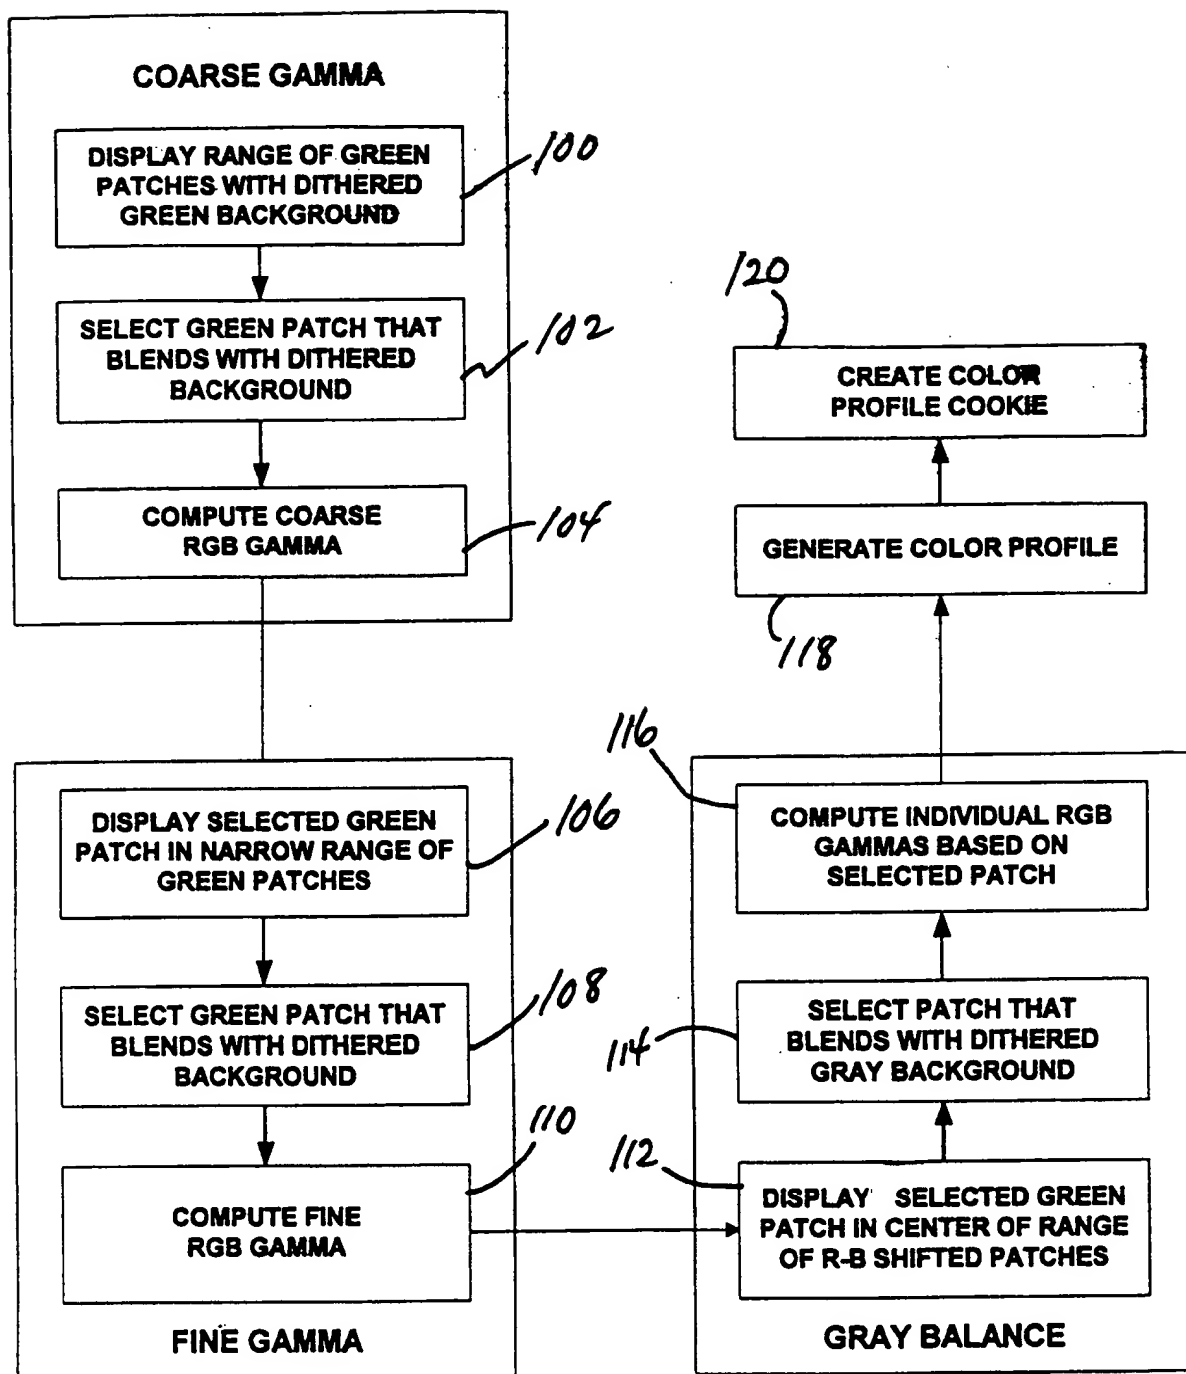 COARSE GAMMA
DISPLAY RANGE OF GREEN
PATCHES WITH DITHERED
GREEN BACKGROUND
100
SELECT GREEN PATCH THAT
BLENDS WITH DITHERED
BACKGROUND
102
COMPUTE COARSE
RGB GAMMA
104
DISPLAY SELECTED GREEN
PATCH IN NARROW RANGE OF
GREEN PATCHES
106
SELECT GREEN PATCH THAT
BLENDS WITH DITHERED
BACKGROUND
108
COMPUTE FINE
RGB GAMMA
110
FINE GAMMA
112
DISPLAY SELECTED GREEN
PATCH IN CENTER OF RANGE
OF R-B SHIFTED PATCHES
GRAY BALANCE
114
SELECT PATCH THAT
BLENDS WITH DITHERED
GRAY BACKGROUND
116
COMPUTE INDIVIDUAL RGB
GAMMAS BASED ON
SELECTED PATCH
118
GENERATE COLOR PROFILE
120
CREATE COLOR
PROFILE COOKIE